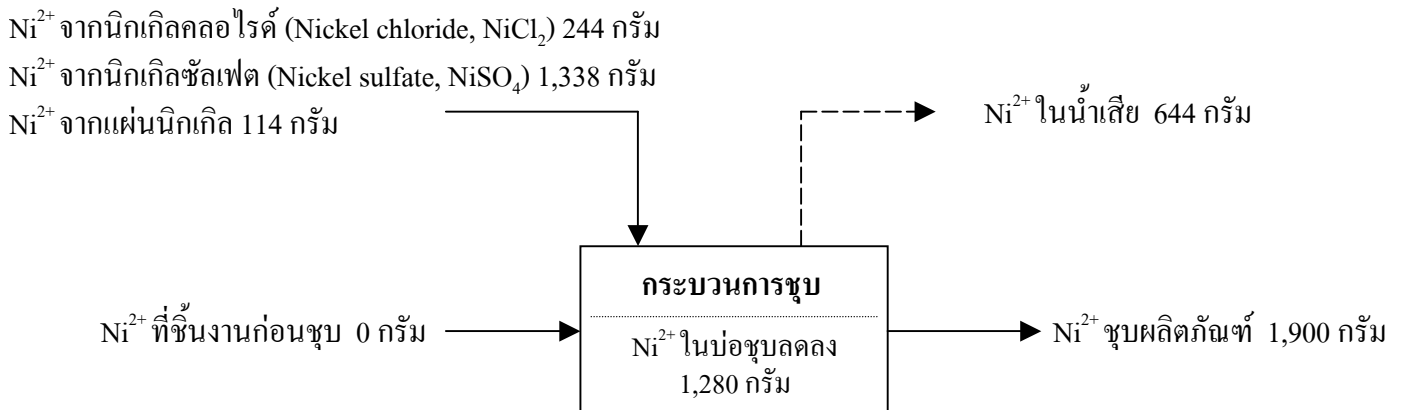 Ni²⁺ จากนิกเกิลคลอไรด์ (Nickel chloride, NiCl₂) 244 กรัม
Ni²⁺ จากนิกเกิลซัลเฟต (Nickel sulfate, NiSO₄) 1,338 กรัม
Ni²⁺ จากแผ่นนิกเกิล 114 กรัม
Ni²⁺ ในน้ำเสีย 644 กรัม
กระบวนการชุบ
Ni²⁺ ที่ชิ้นงานก่อนชุบ 0 กรัม
Ni²⁺ ในบ่อชุบลดลง
1,280 กรัม
Ni²⁺ ชุบผลิตภัณฑ์ 1,900 กรัม